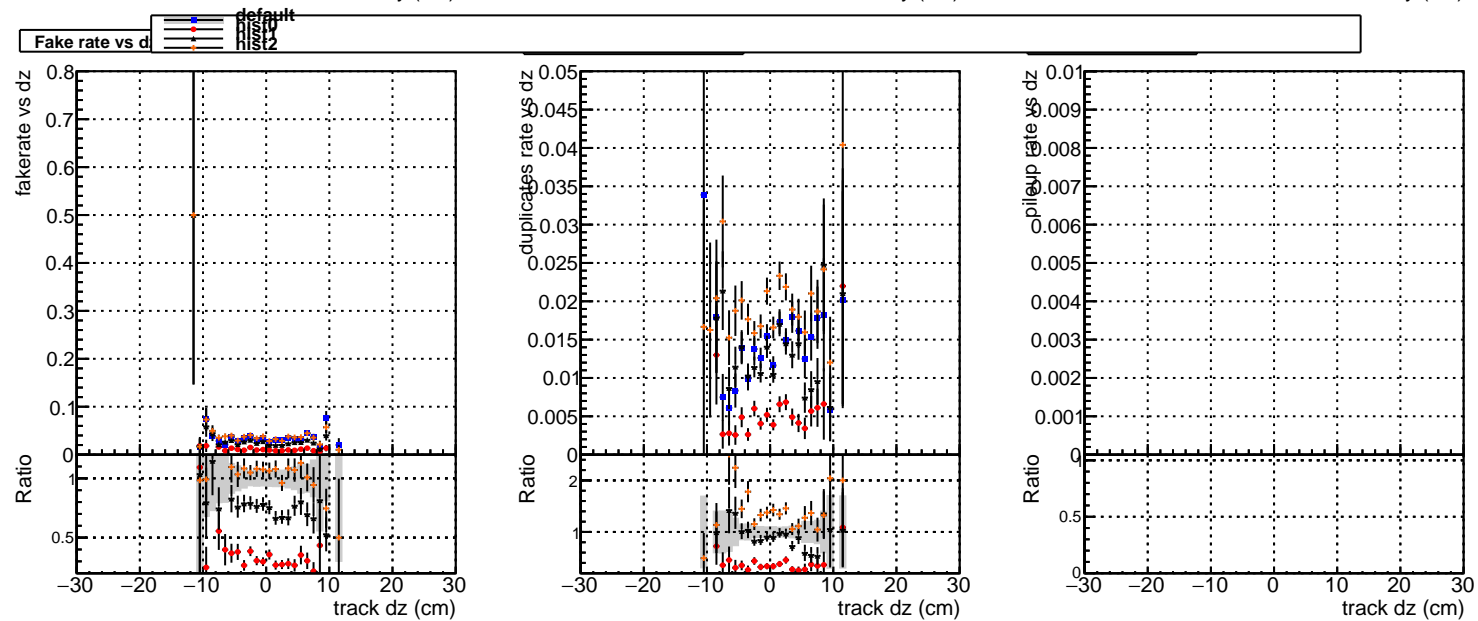 default
hist0
hist1
hist2
Fake rate vs d
fakerate vs dz
0.8
0.7
0.6
0.5
0.4
0.3
0.2
0.1
0
Ratio
1
0.5
−30 −20 −10 0 10 20 30
track dz (cm)
duplicates rate vs dz
0.05
0.045
0.04
0.035
0.03
0.025
0.02
0.015
0.01
0.005
0
Ratio
2
1
−30 −20 −10 0 10 20 30
track dz (cm)
pileup rate vs dz
0.01
0.009
0.008
0.007
0.006
0.005
0.004
0.003
0.002
0.001
0
Ratio
1
0.5
0
−30 −20 −10 0 10 20 30
track dz (cm)